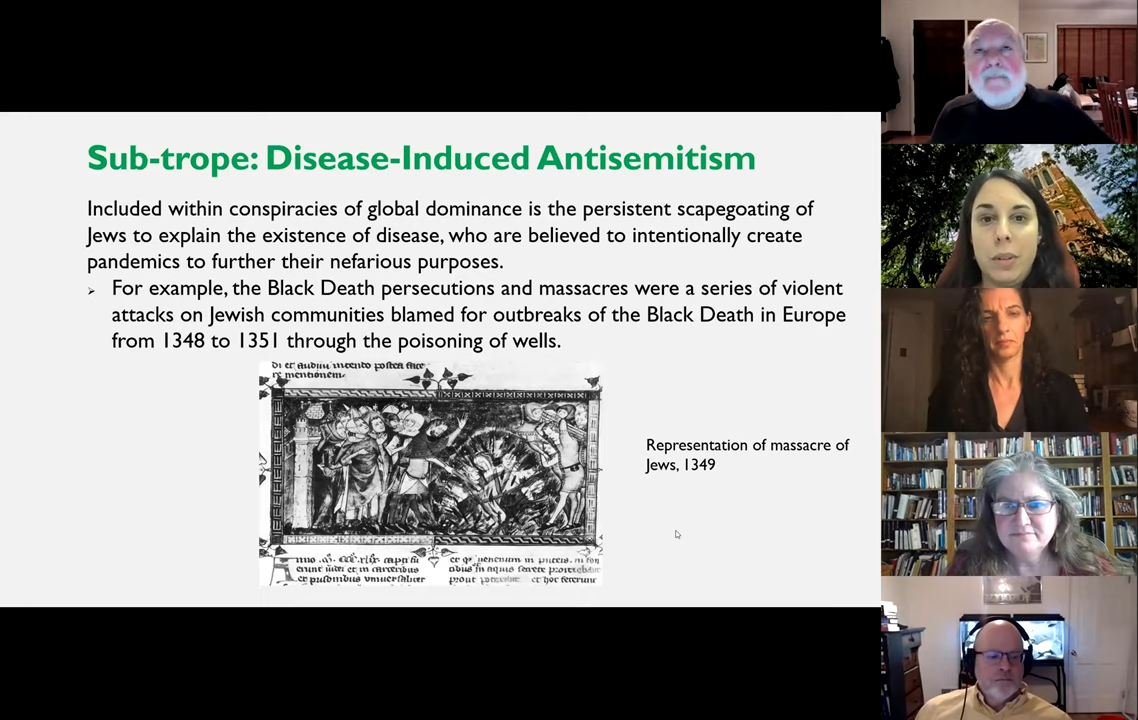 Sub-trope: Disease-Induced Antisemitism
Included within conspiracies of global dominance is the persistent scapegoating of
Jews to explain the existence of disease, who are believed to intentionally create
pandemics to further their nefarious purposes.
➢ For example, the Black Death persecutions and massacres were a series of violent
attacks on Jewish communities blamed for outbreaks of the Black Death in Europe
from 1348 to 1351 through the poisoning of wells.
Representation of massacre of
Jews, 1349